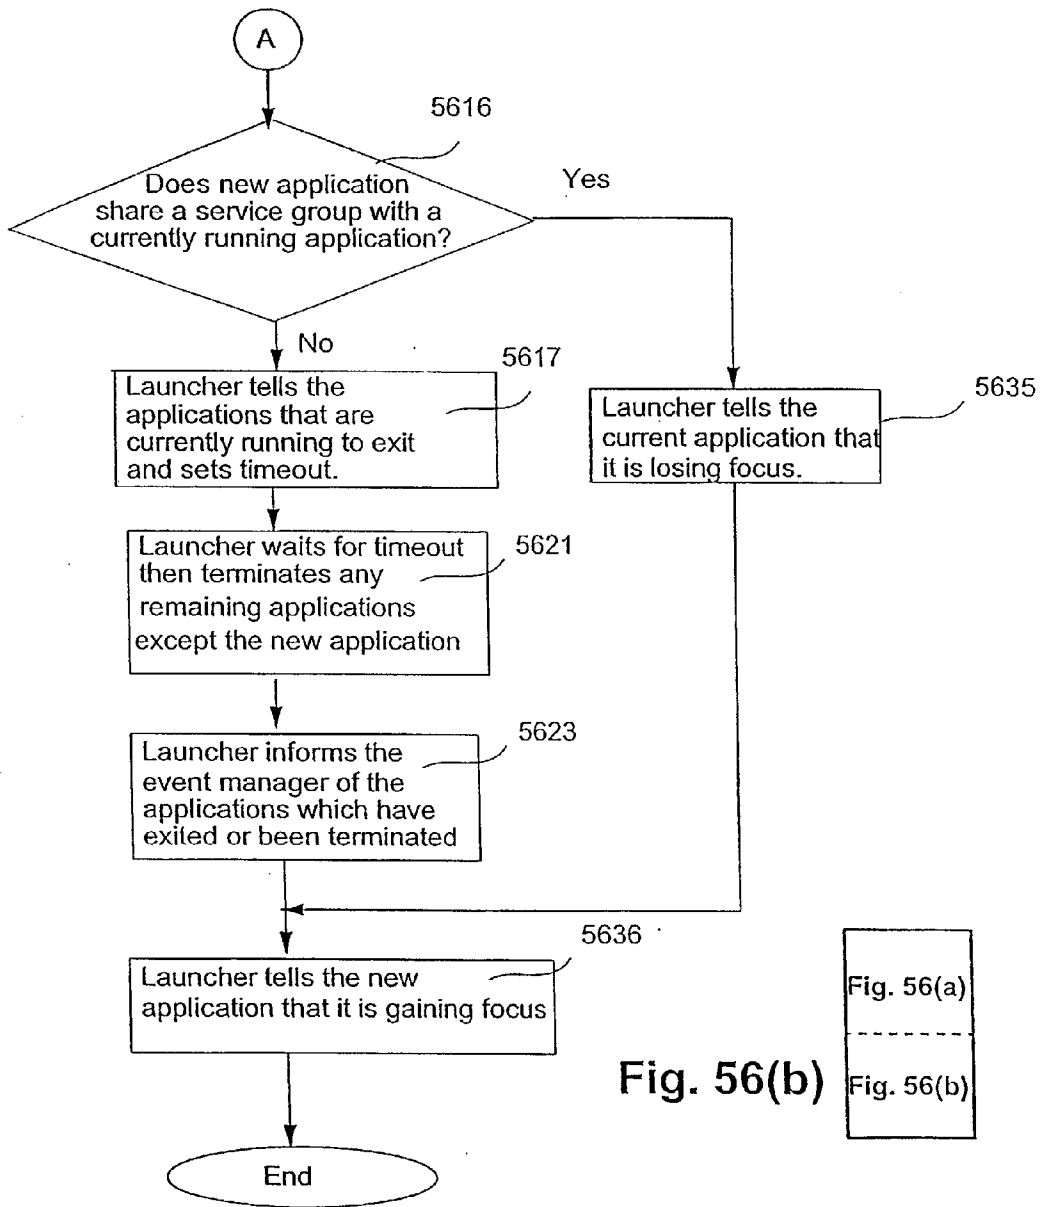 A
5616
Does new application
share a service group with a
currently running application?
Yes
No
5617
Launcher tells the
applications that are
currently running to exit
and sets timeout.
5635
Launcher tells the
current application that
it is losing focus.
5621
Launcher waits for timeout
then terminates any
remaining applications
except the new application
5623
Launcher informs the
event manager of the
applications which have
exited or been terminated
5636
Launcher tells the new
application that it is gaining focus
End
Fig. 56(b)
Fig. 56(a)
Fig. 56(b)